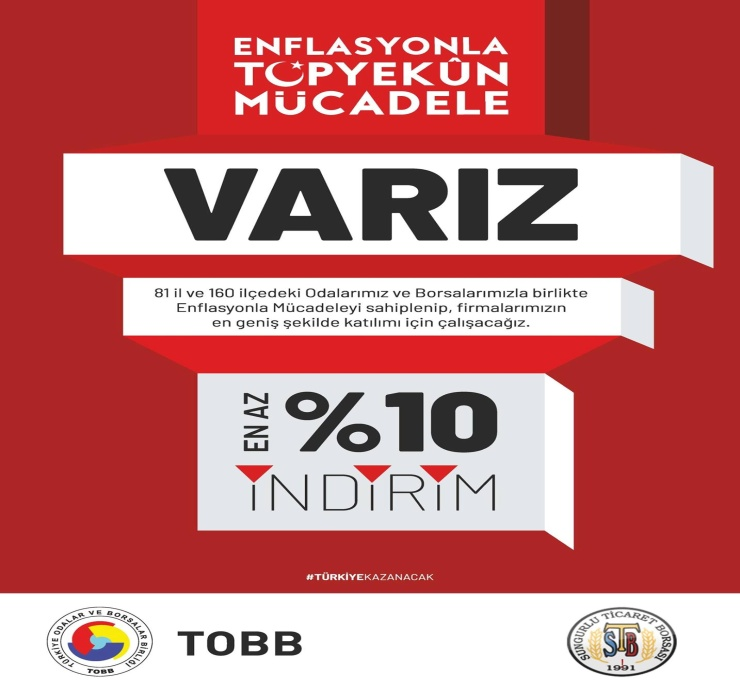 ENFLASYONLA
TOPYEKÛN
MÜCADELE
VARIZ
81 il ve 160 ilçedeki Odalarımız ve Borsalarımızla birlikte
Enflasyonla Mücadeleyi sahiplenip, firmalarımızın
en geniş şekilde katılımı için çalışacağız.
EN AZ %10
İNDİRİM
#TÜRKİYEKAZANACAK
TÜRKİYE ODALAR VE BORSALAR BİRLİĞİ
TOBB
TOBB
SUNGURLU TİCARET BORSASI
STB
1991